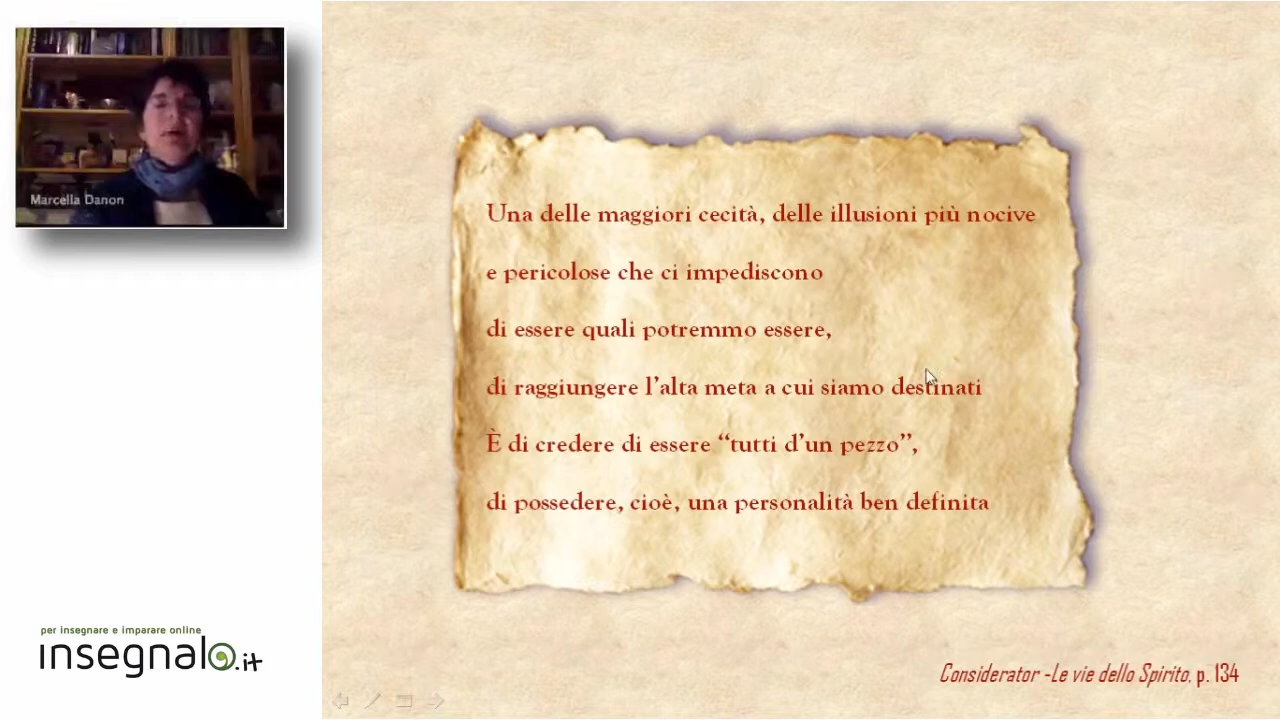 Marcella Danon
Una delle maggiori cecità, delle illusioni più nocive
e pericolose che ci impediscono
di essere quali potremmo essere,
di raggiungere l'alta meta a cui siamo destinati
È di credere di essere “tutti d'un pezzo”,
di possedere, cioè, una personalità ben definita
per insegnare e imparare online
insegnalo.it
Considerator -Le vie dello Spirito, p. 134